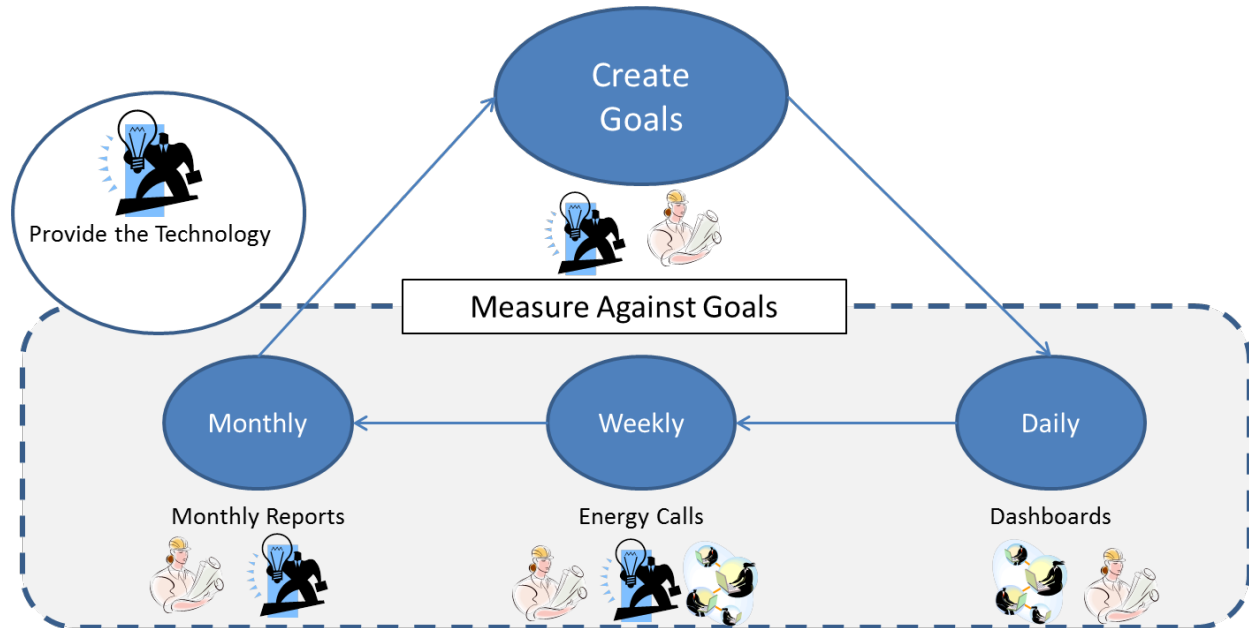 Create
Goals
Provide the Technology
Measure Against Goals
Monthly
Weekly
Daily
Monthly Reports
Energy Calls
Dashboards